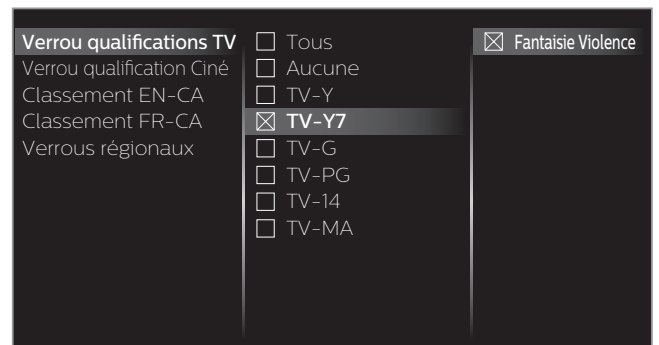 Verrou qualifications TV
Verrou qualification Ciné
Classement EN-CA
Classement FR-CA
Verrous régionaux
Tous
Aucune
TV-Y
TV-Y7
TV-G
TV-PG
TV-14
TV-MA
Fantaisie Violence